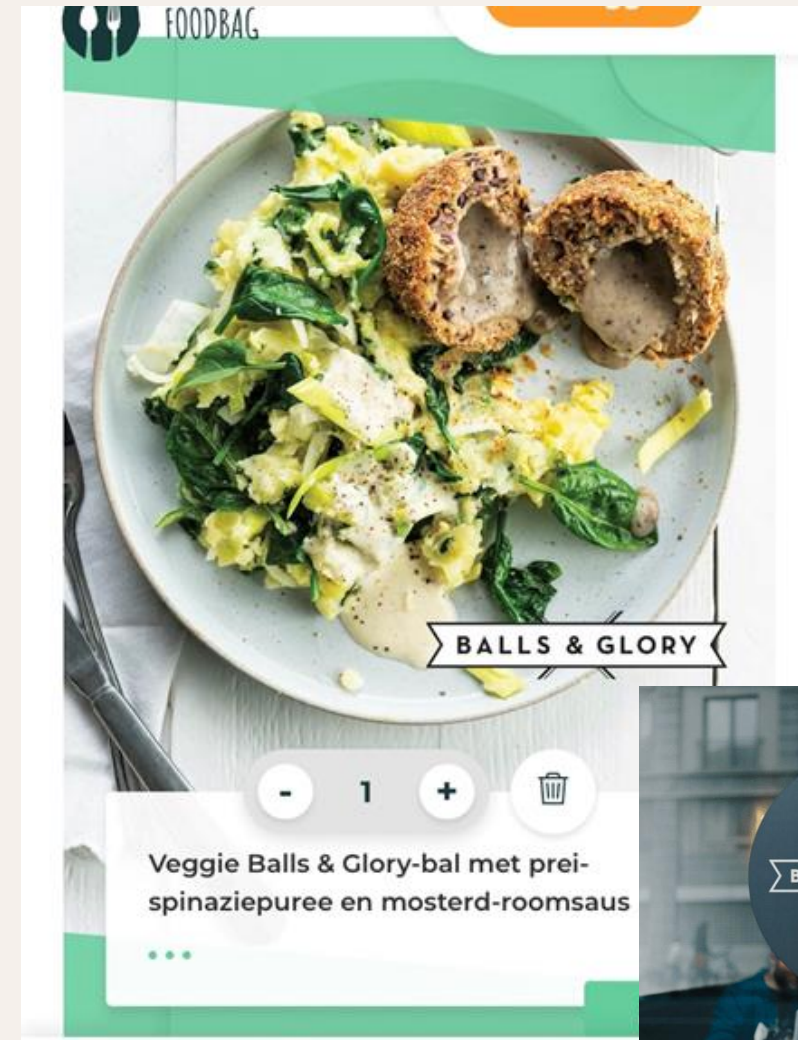 FOODBAG
BALLS & GLORY
- 1 +
Veggie Balls & Glory-bal met prei-
spinaziepuree en mosterd-roomsaus